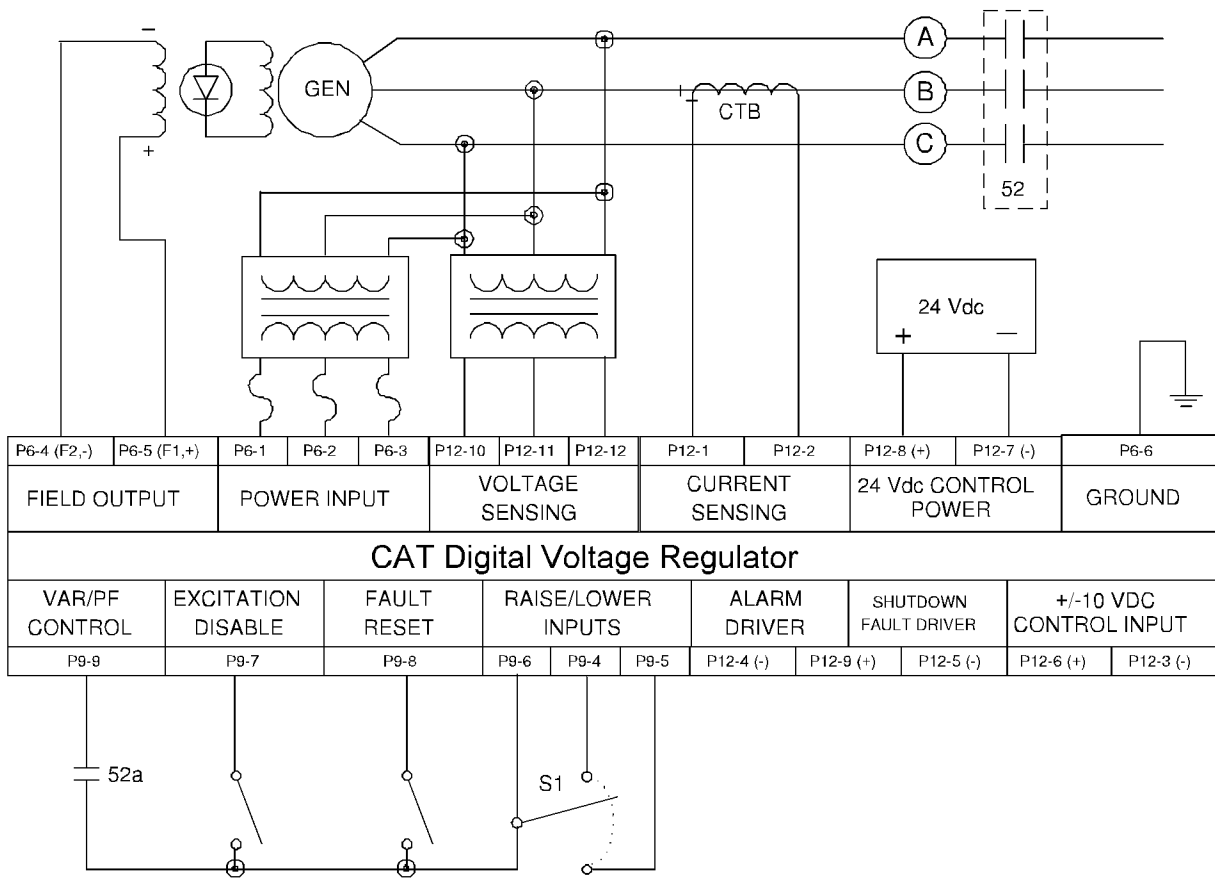 −
+
GEN
A
B
C
+
−
CTB
52
24 Vdc
+
—
P6-4 (F2,-)
P6-5 (F1,+)
P6-1
P6-2
P6-3
P12-10
P12-11
P12-12
P12-1
P12-2
P12-8 (+)
P12-7 (-)
P6-6
FIELD OUTPUT
POWER INPUT
VOLTAGE
SENSING
CURRENT
SENSING
24 Vdc CONTROL
POWER
GROUND
CAT Digital Voltage Regulator
VAR/PF
CONTROL
EXCITATION
DISABLE
FAULT
RESET
RAISE/LOWER
INPUTS
ALARM
DRIVER
SHUTDOWN
FAULT DRIVER
+/-10 VDC
CONTROL INPUT
P9-9
P9-7
P9-8
P9-6
P9-4
P9-5
P12-4 (-)
P12-9 (+)
P12-5 (-)
P12-6 (+)
P12-3 (-)
52a
S1